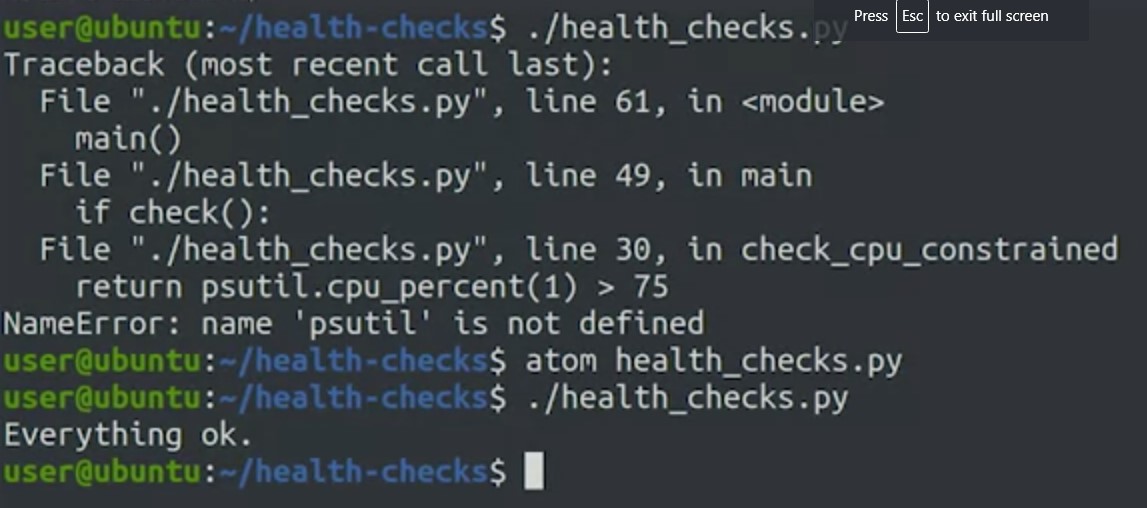 user@ubuntu:~/health-checks$ ./health_checks.py
Press Esc to exit full screen
Traceback (most recent call last):
  File "./health_checks.py", line 61, in <module>
    main()
  File "./health_checks.py", line 49, in main
    if check():
  File "./health_checks.py", line 30, in check_cpu_constrained
    return psutil.cpu_percent(1) > 75
NameError: name 'psutil' is not defined
user@ubuntu:~/health-checks$ atom health_checks.py
user@ubuntu:~/health-checks$ ./health_checks.py
Everything ok.
user@ubuntu:~/health-checks$